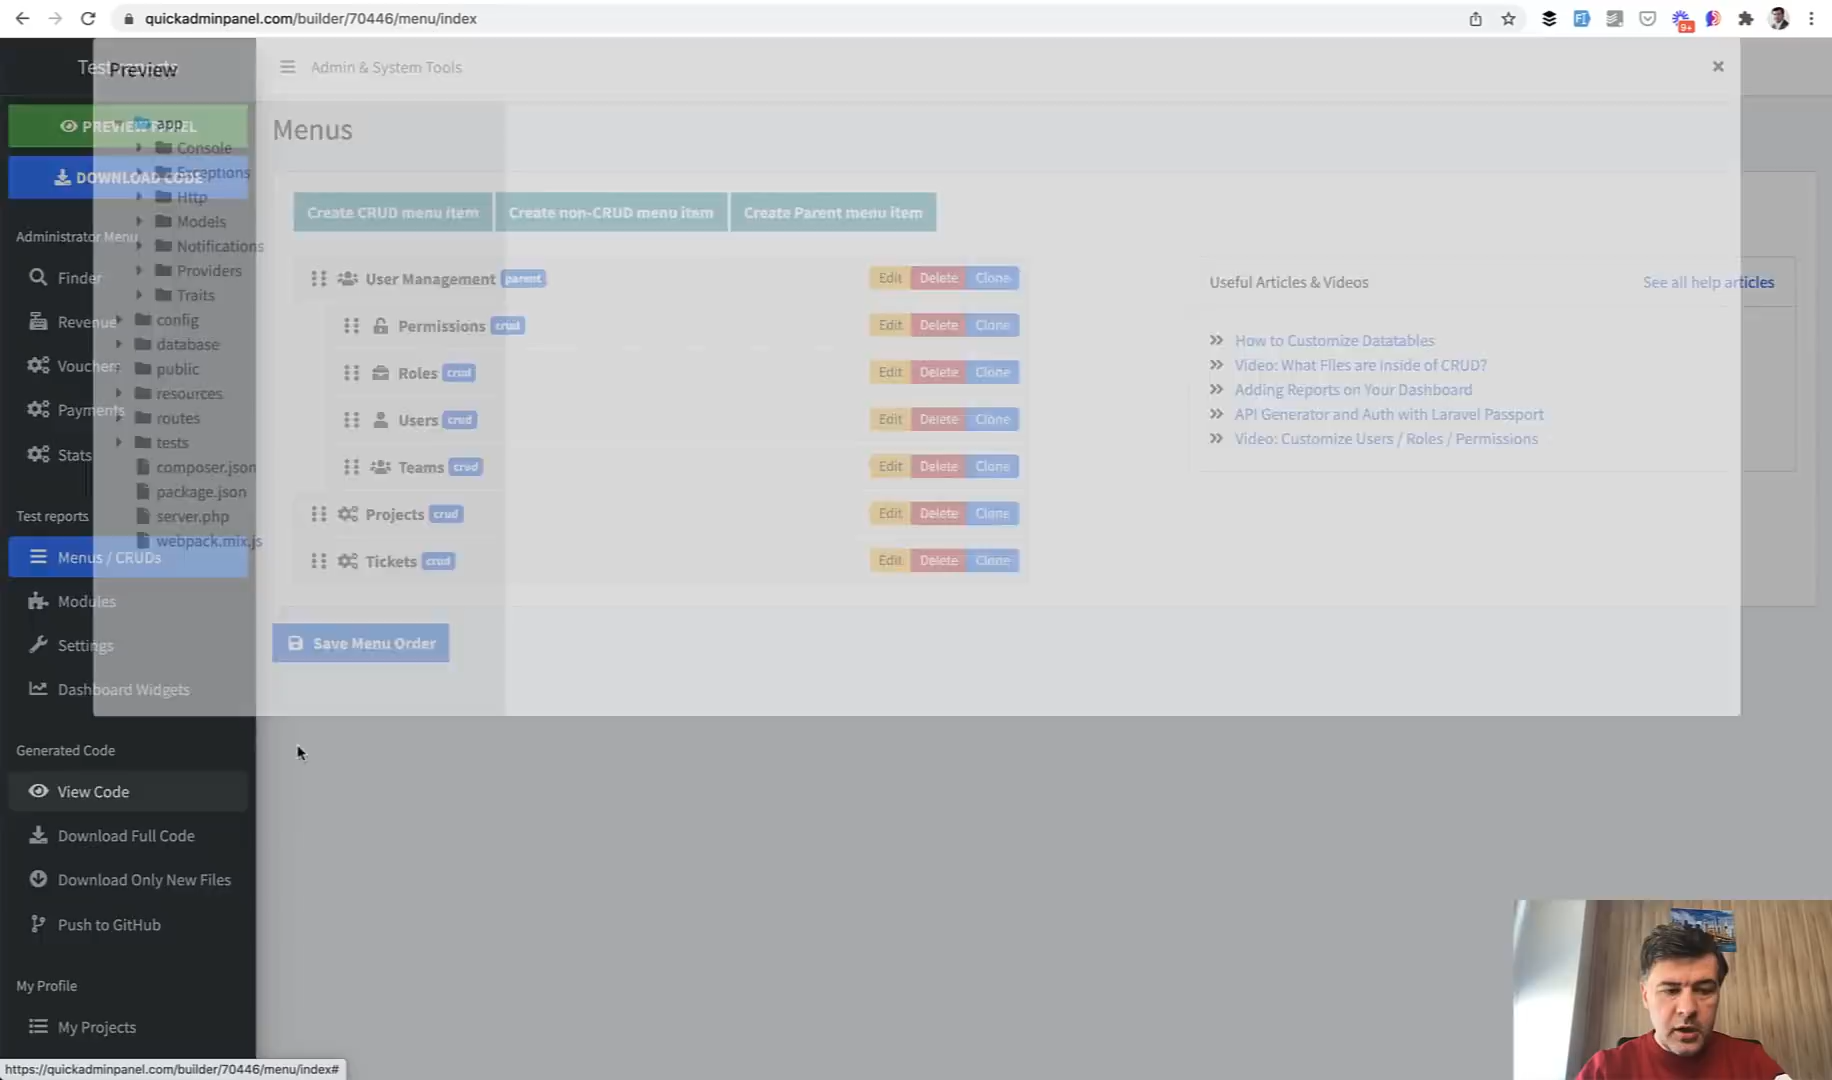 quickadminpanel.com/builder/70446/menu/index
9+
Test reports
Preview
Admin & System Tools
PREVIEW PANEL
DOWNLOAD CODE
Administrator Menu
Finder
Revenue
Vouchers
Payments
Stats
Test reports
Menus / CRUDs
Modules
Settings
Dashboard Widgets
Generated Code
View Code
Download Full Code
Download Only New Files
Push to GitHub
My Profile
My Projects
app
Console
Exceptions
Http
Models
Notifications
Providers
Traits
config
database
public
resources
routes
tests
composer.json
package.json
server.php
webpack.mix.js
Menus
Create CRUD menu item
Create non-CRUD menu item
Create Parent menu item
User Management parent Edit Delete Clone
Permissions crud Edit Delete Clone
Roles crud Edit Delete Clone
Users crud Edit Delete Clone
Teams crud Edit Delete Clone
Projects crud Edit Delete Clone
Tickets crud Edit Delete Clone
Save Menu Order
Useful Articles & Videos
See all help articles
How to Customize Datatables
Video: What Files are inside of CRUD?
Adding Reports on Your Dashboard
API Generator and Auth with Laravel Passport
Video: Customize Users / Roles / Permissions
https://quickadminpanel.com/builder/70446/menu/index#